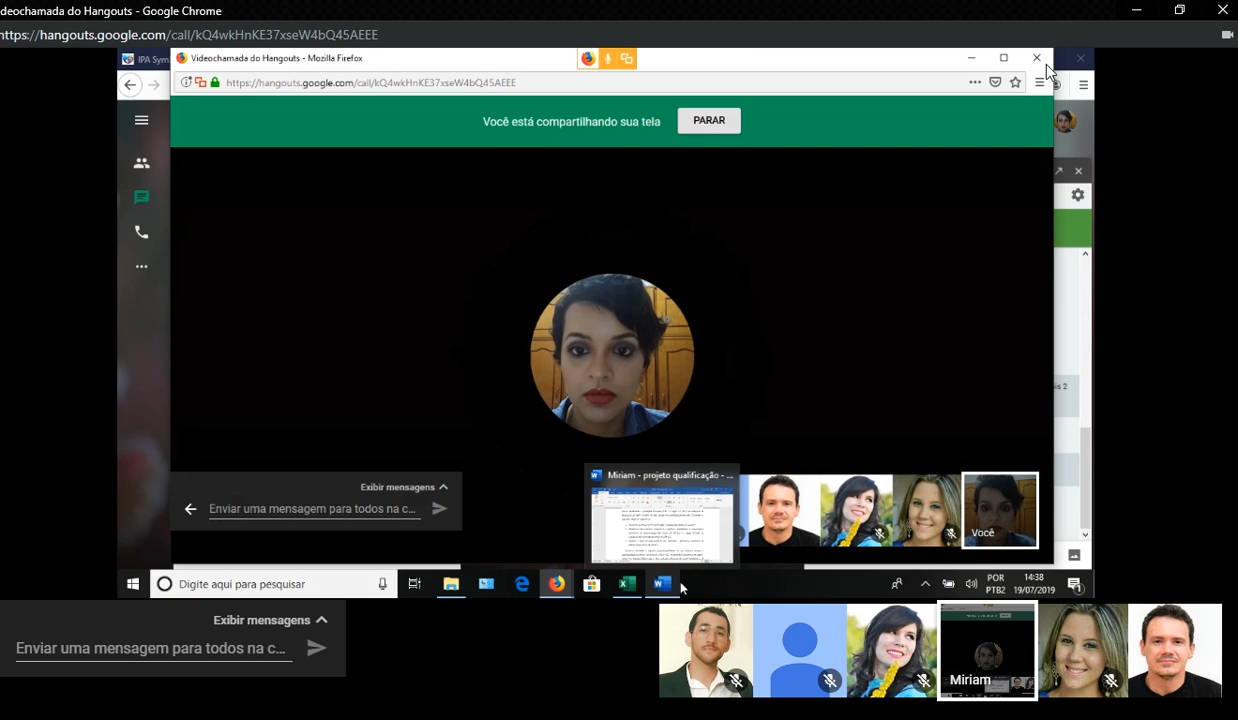 deochamada do Hangouts - Google Chrome
https://hangouts.google.com/call/kQ4wkHnKE37xseW4bQ45AEEE
IPA Sym
Videochamada do Hangouts - Mozilla Firefox
https://hangouts.google.com/call/kQ4wkHnKE37xseW4bQ45AEEE
Você está compartilhando sua tela
PARAR
is 2
Exibir mensagens
Enviar uma mensagem para todos na c...
Miriam - projeto qualificação - ...
Você
Digite aqui para pesquisar
POR
PTB2
14:38
19/07/2019
1
Exibir mensagens
Enviar uma mensagem para todos na c...
Miriam